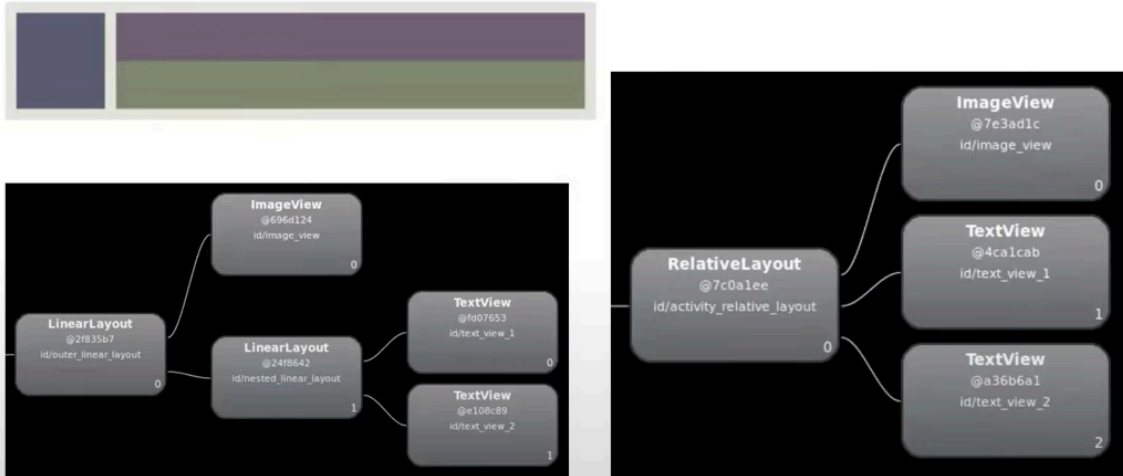 ImageView
@696d124
id/image_view
0
LinearLayout
@2f835b7
id/outer_linear_layout
0
LinearLayout
@24f8642
id/nested_linear_layout
1
TextView
@fd07653
id/text_view_1
0
TextView
@e108c89
id/text_view_2
1
RelativeLayout
@7c0a1ee
id/activity_relative_layout
0
ImageView
@7e3ad1c
id/image_view
0
TextView
@4ca1cab
id/text_view_1
1
TextView
@a36b6a1
id/text_view_2
2